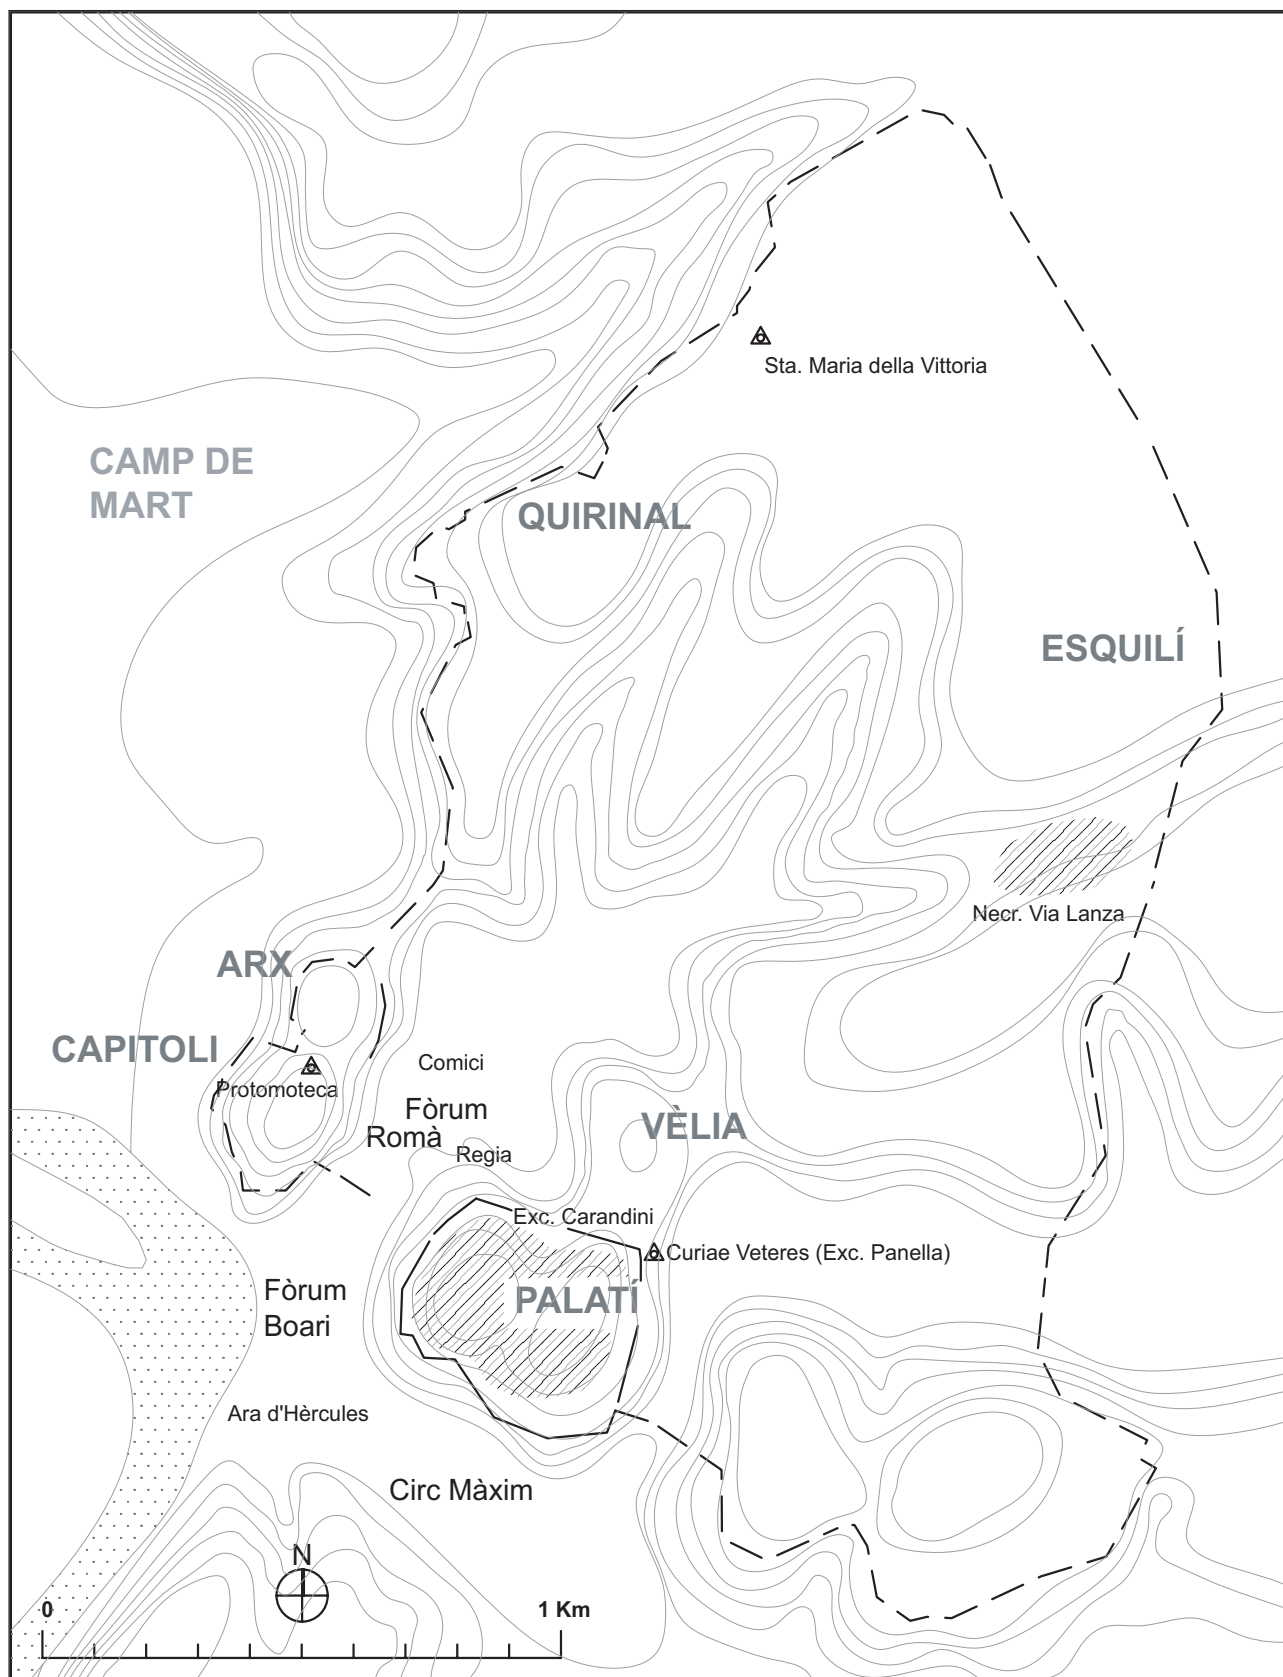 Sta. Maria della Vittoria
CAMP DE
MART
QUIRINAL
ESQUILÍ
Necr. Via Lanza
ARX
CAPITOLI
Comici
Protomoteca
Fòrum
Romà
VÈLIA
Regia
Exc. Carandini
Curiae Veteres (Exc. Panella)
Fòrum
Boari
PALATÍ
Ara d'Hèrcules
Circ Màxim
N
0
1 Km